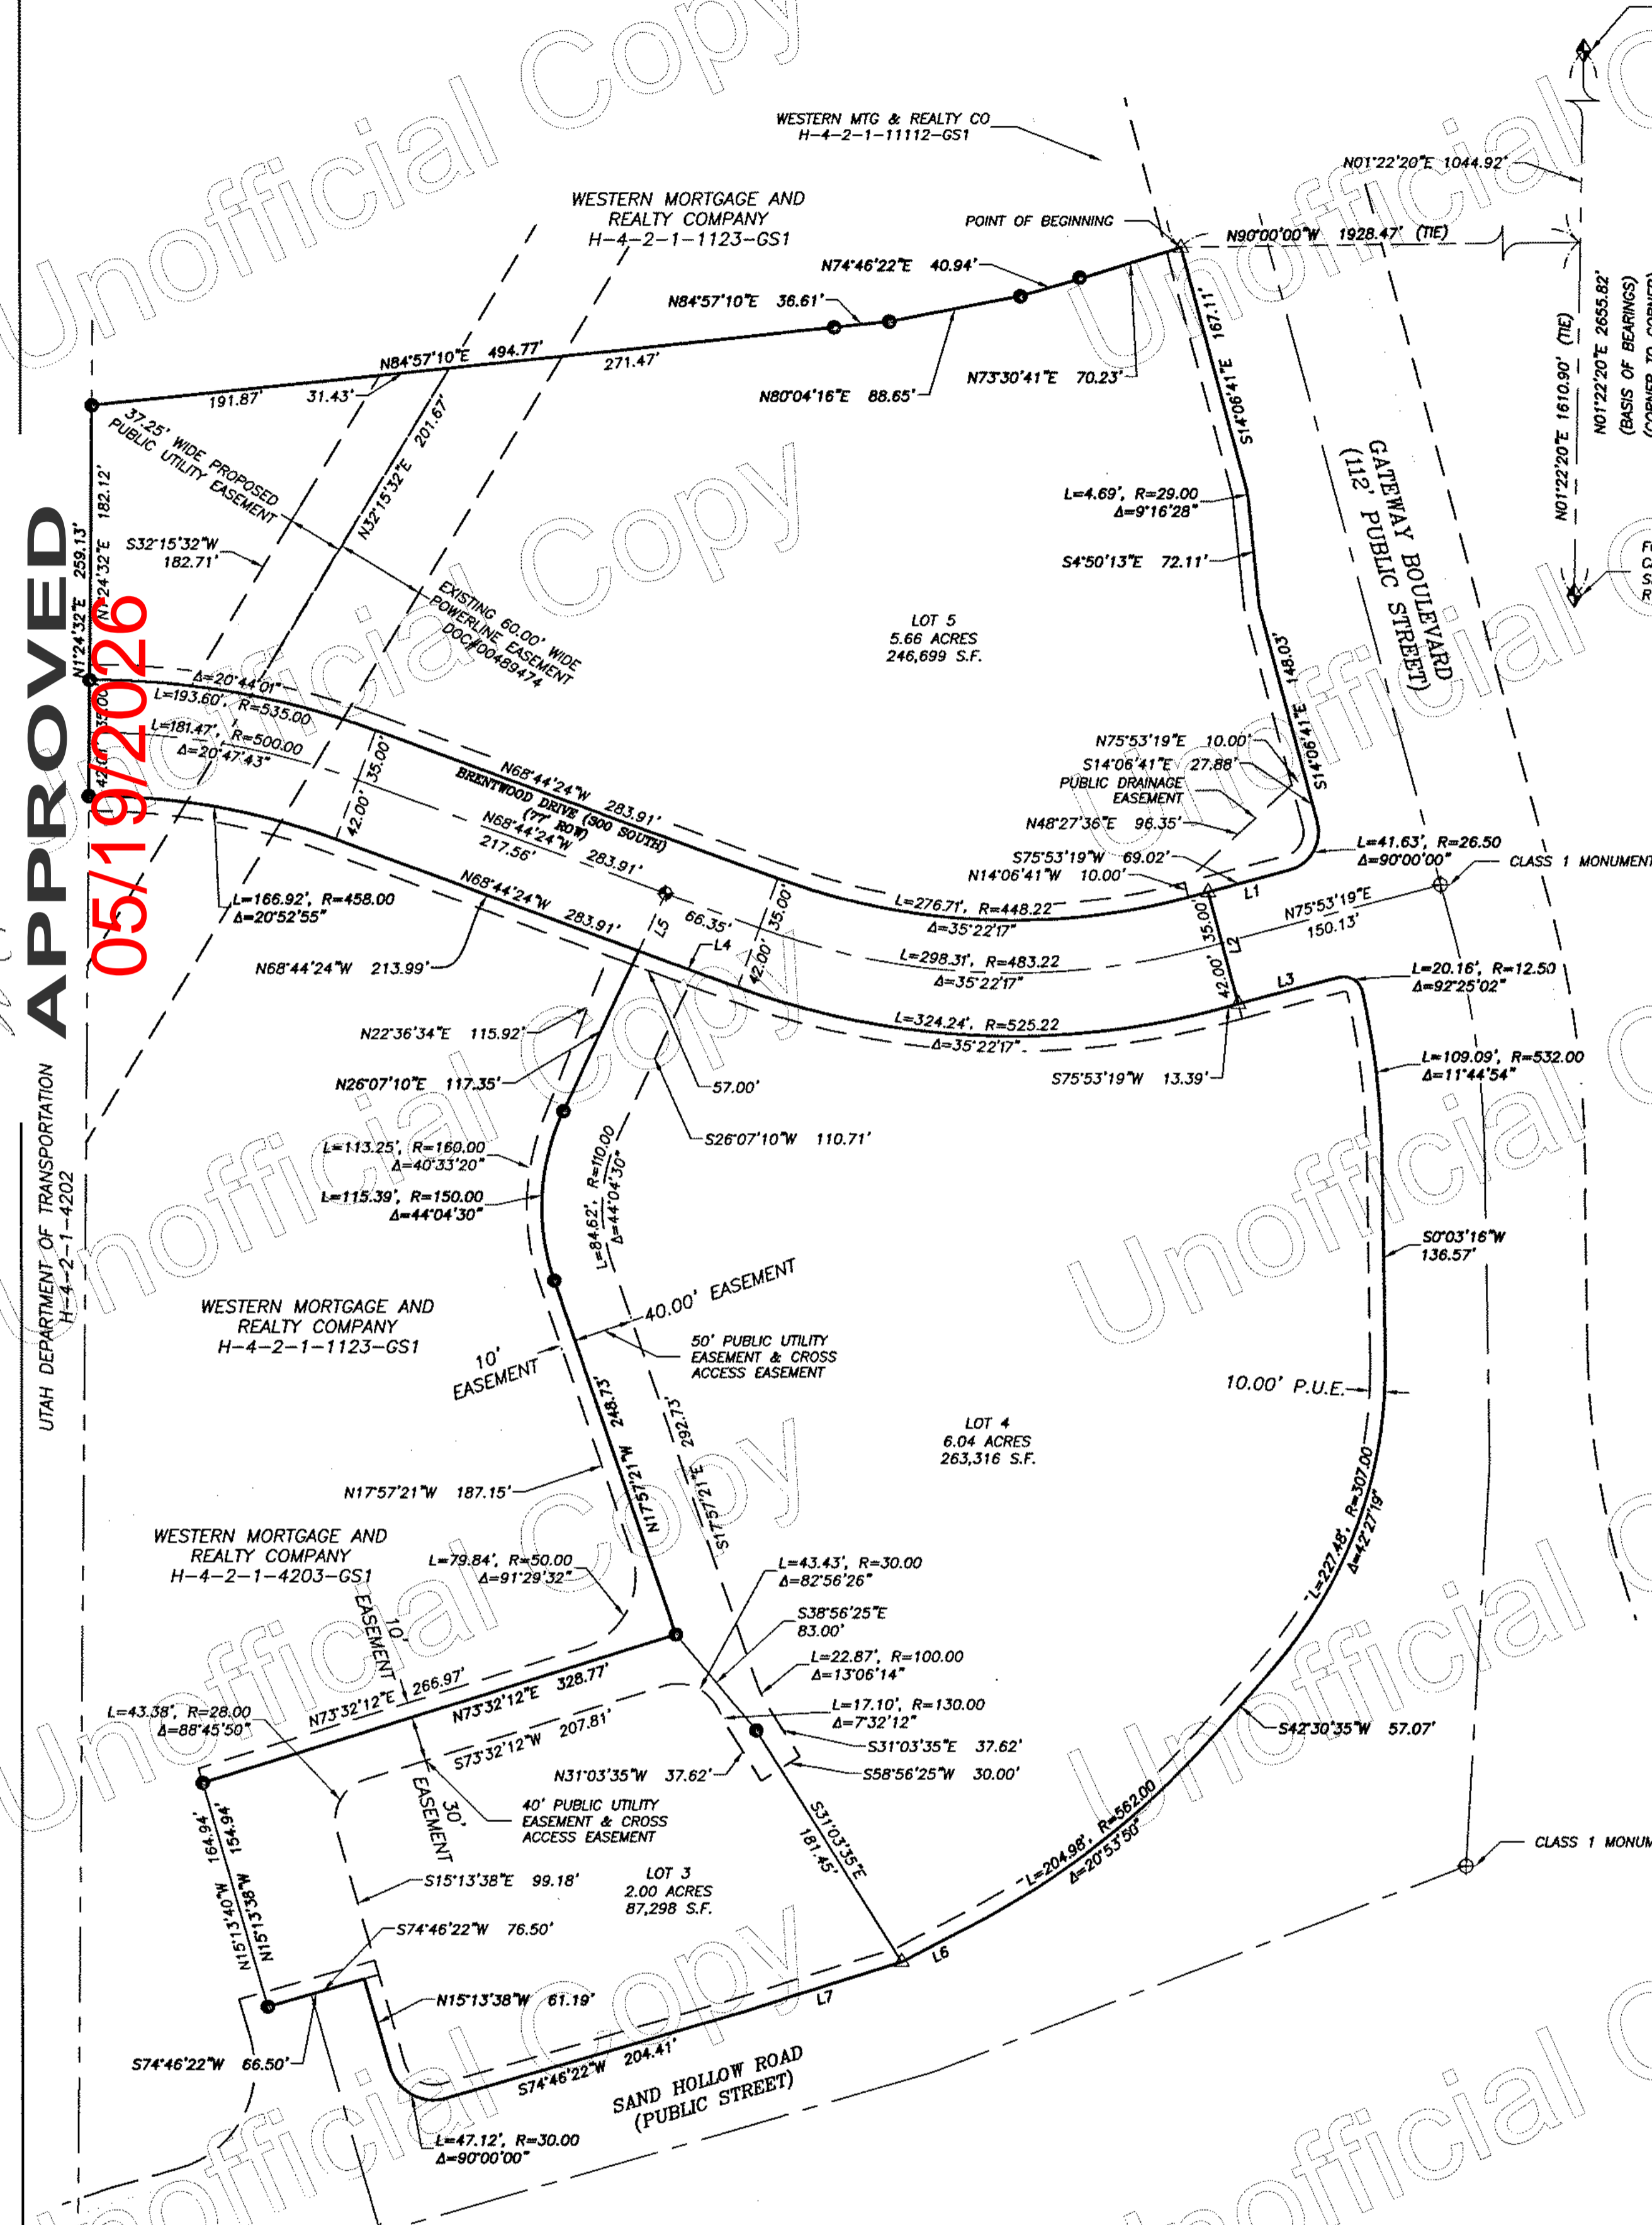 WESTERN MTG & REALTY CO
H-4-2-1-11112-GS1
N01°22'20"E 1044.92'
WESTERN MORTGAGE AND
REALTY COMPANY
H-4-2-1-1123-GS1
POINT OF BEGINNING
N90°00'00"W 1928.47' (TIE)
N74°46'22"E 40.94'
N84°57'10"E 36.61'
N84°57'10"E 494.77'
271.47'
191.87'
31.43'
N80°04'16"E 88.65'
N73°30'41"E 70.23'
S14°06'41"E 167.11'
N01°22'20"E 1610.90' (TIE)
N01°22'20"E 2655.82'
(BASIS OF BEARINGS)
(CORNER TO CORNER)
37.25' WIDE PROPOSED
PUBLIC UTILITY EASEMENT
N32°15'32"E 201.67'
S32°15'32"W
182.71'
N1°24'32"E 259.13'
N1°24'32"E 182.12'
EXISTING 60.00' WIDE
POWERLINE EASEMENT
DOC#00489474
L=4.69', R=29.00
Δ=9°16'28"
S4°50'13"E 72.11'
GATEWAY BOULEVARD
(112' PUBLIC STREET)
LOT 5
5.66 ACRES
246,699 S.F.
S14°06'41"E 148.03'
APPROVED
05/19/2026
Δ=20°44'01"
L=193.60', R=535.00
L=181.47', R=500.00
Δ=20°47'43"
35.00'
42.00'
35.00'
42.00'
N68°44'24"W 283.91'
BRENTWOOD DRIVE (300 SOUTH)
(77' ROW)
N68°44'24"W 283.91'
217.56'
N68°44'24"W 283.91'
N75°53'19"E 10.00'
S14°06'41"E 27.88'
PUBLIC DRAINAGE
EASEMENT
N48°27'36"E 96.35'
S75°53'19"W 69.02'
N14°06'41"W 10.00'
L=41.63', R=26.50
Δ=90°00'00"
CLASS 1 MONUMENT
L1
N75°53'19"E
150.13'
L=166.92', R=458.00
Δ=20°52'55"
N68°44'24"W 213.99'
L5
66.35'
L4
35.00'
42.00'
L=276.71', R=448.22
Δ=35°22'17"
L=298.31', R=483.22
Δ=35°22'17"
L=324.24', R=525.22
Δ=35°22'17"
35.00'
L2
42.00'
L3
L=20.16', R=12.50
Δ=92°25'02"
S75°53'19"W 13.39'
L=109.09', R=532.00
Δ=11°44'54"
N22°36'34"E 115.92'
N26°07'10"E 117.35'
57.00'
S26°07'10"W 110.71'
L=113.25', R=160.00
Δ=40°33'20"
L=115.39', R=150.00
Δ=44°04'30"
L=84.62', R=110.00
Δ=44°04'30"
UTAH DEPARTMENT OF TRANSPORTATION
H-4-2-1-4202
S0°03'16"W
136.57'
WESTERN MORTGAGE AND
REALTY COMPANY
H-4-2-1-1123-GS1
40.00' EASEMENT
10'
EASEMENT
50' PUBLIC UTILITY
EASEMENT & CROSS
ACCESS EASEMENT
10.00' P.U.E.
N17°57'21"W 248.73'
S17°57'21"E 292.73'
LOT 4
6.04 ACRES
263,316 S.F.
N17°57'21"W 187.15'
L=227.48', R=307.00
Δ=42°27'19"
WESTERN MORTGAGE AND
REALTY COMPANY
H-4-2-1-4203-GS1
L=79.84', R=50.00
Δ=91°29'32"
L=43.43', R=30.00
Δ=82°56'26"
S38°56'25"E
83.00'
L=22.87', R=100.00
Δ=13°06'14"
10'
EASEMENT
N73°32'12"E 266.97'
N73°32'12"E 328.77'
S73°32'12"W 207.81'
L=43.38', R=28.00
Δ=88°45'50"
L=17.10', R=130.00
Δ=7°32'12"
S31°03'35"E 37.62'
S58°56'25"W 30.00'
N31°03'35"W 37.62'
S42°30'35"W 57.07'
40' PUBLIC UTILITY
EASEMENT & CROSS
ACCESS EASEMENT
30'
EASEMENT
S31°03'35"E
181.45'
L=204.98', R=562.00
Δ=20°53'50"
CLASS 1 MONUM
N15°13'40"W 164.94'
N15°13'38"W 154.94'
S15°13'38"E 99.18'
LOT 3
2.00 ACRES
87,298 S.F.
S74°46'22"W 76.50'
N15°13'38"W 61.19'
S74°46'22"W 66.50'
L6
L7
S74°46'22"W 204.41'
SAND HOLLOW ROAD
(PUBLIC STREET)
L=47.12', R=30.00
Δ=90°00'00"
Unofficial Copy
Unofficial Copy
Unofficial Copy
Unofficial Copy
Unofficial Copy